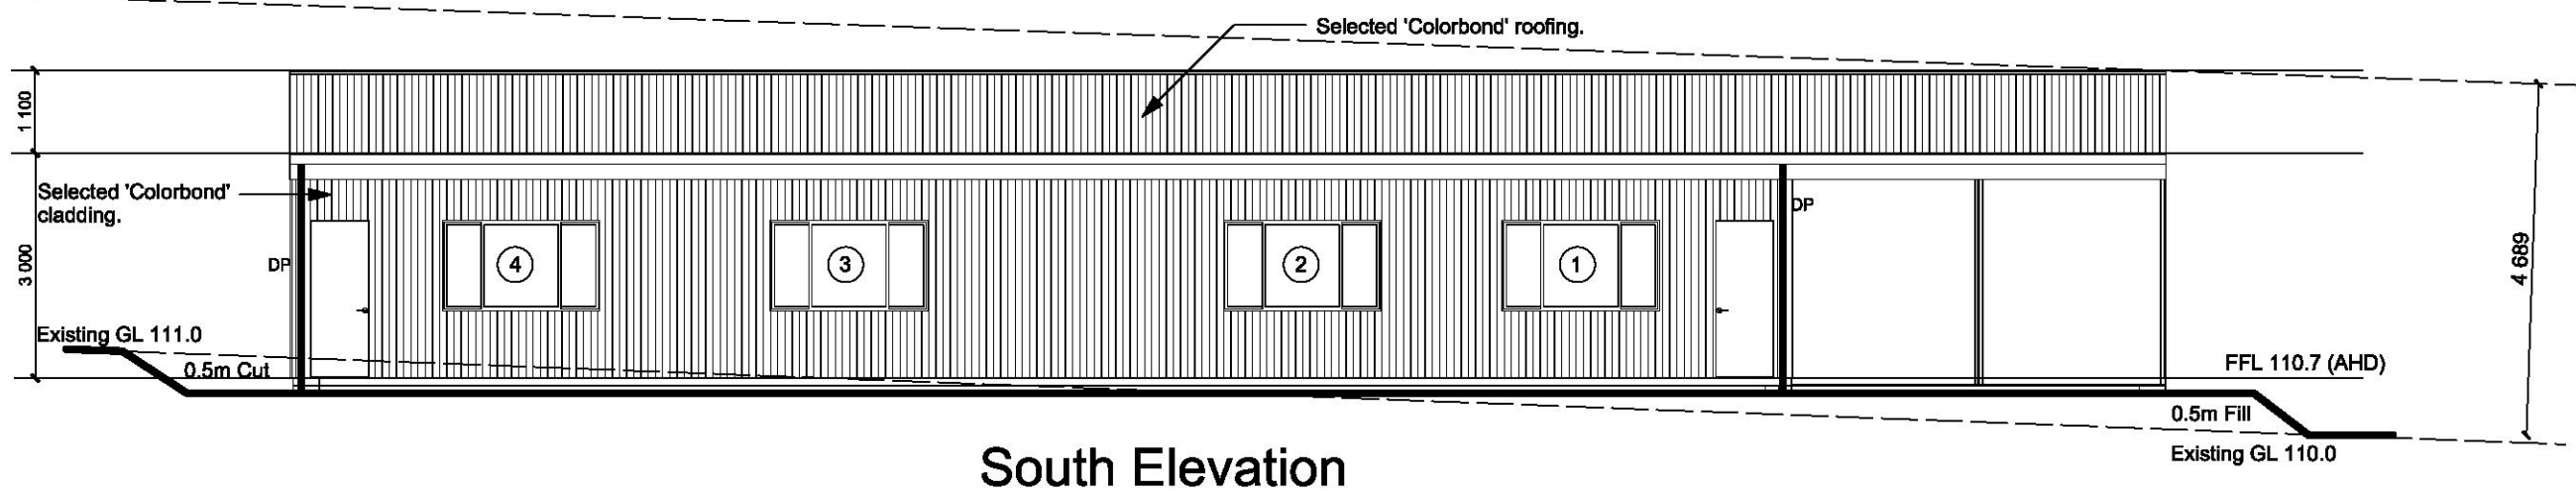 Selected 'Colorbond' roofing.
1 100
Selected 'Colorbond'
cladding.
DP
3 000
DP
4
3
2
1
4 689
Existing GL 111.0
0.5m Cut
FFL 110.7 (AHD)
0.5m Fill
Existing GL 110.0
South Elevation